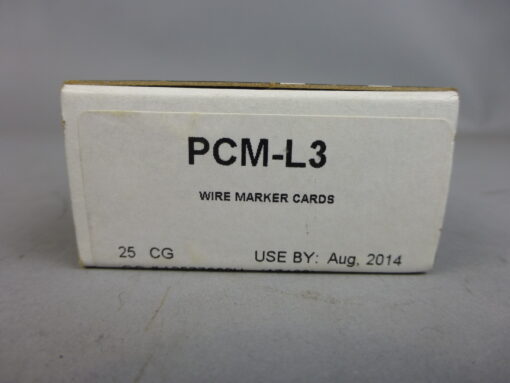 PCM-L3
WIRE MARKER CARDS
25 CG USE BY: Aug, 2014